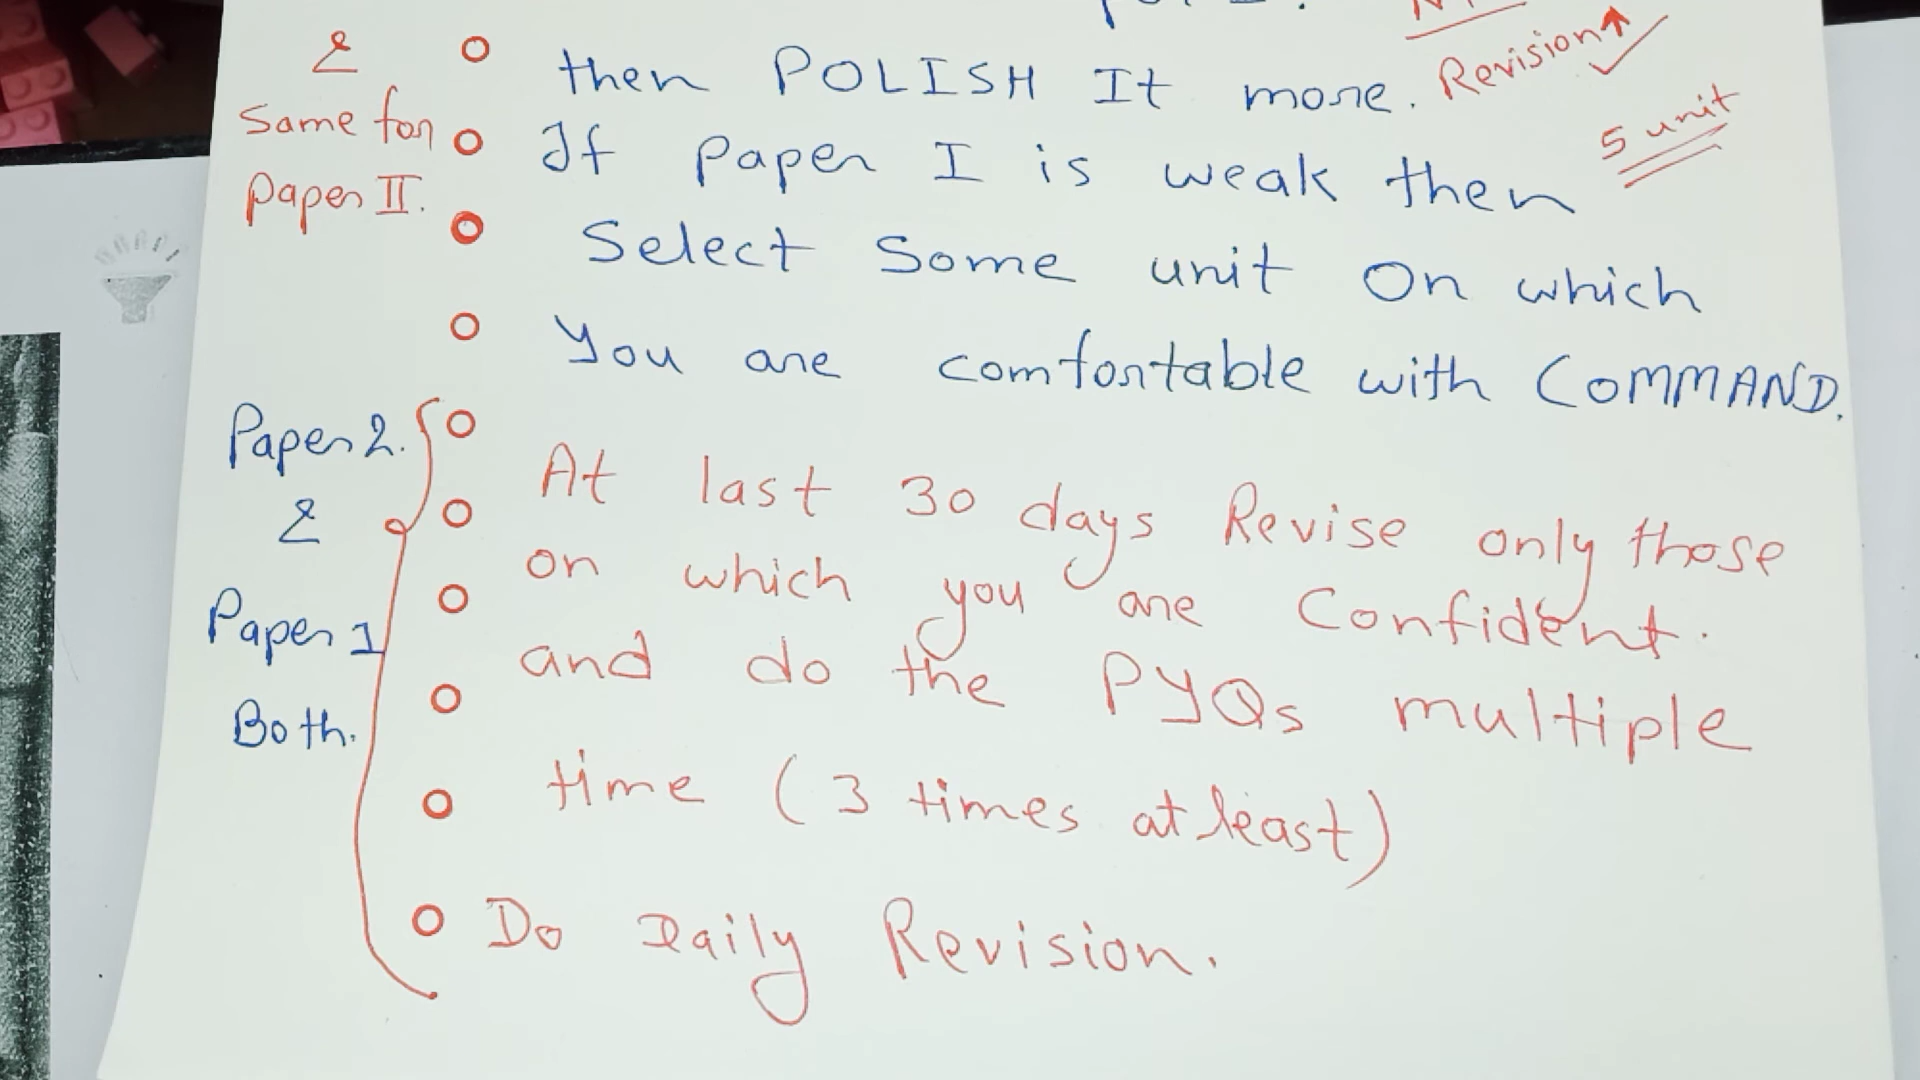 then POLISH It more. Revision↑
5 unit
&
Same for
paper II.
If paper I is weak then
Select Some unit On which
You are comfortable with COMMAND.
Paper 2.
&
Paper 1
Both.
At last 30 days Revise only those
on which you are Confident.
and do the PYQs multiple
time (3 times at least)
Do Daily Revision.